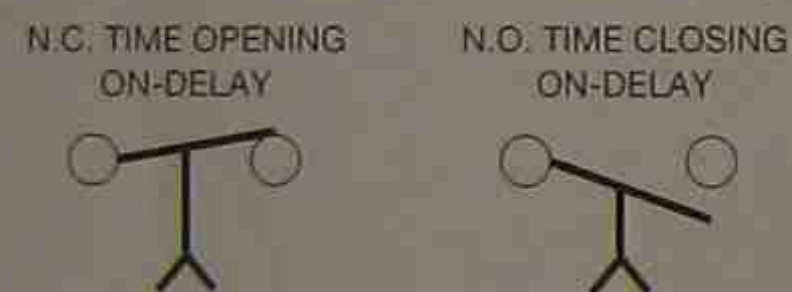 N.C. TIME OPENING
ON-DELAY
N.O. TIME CLOSING
ON-DELAY